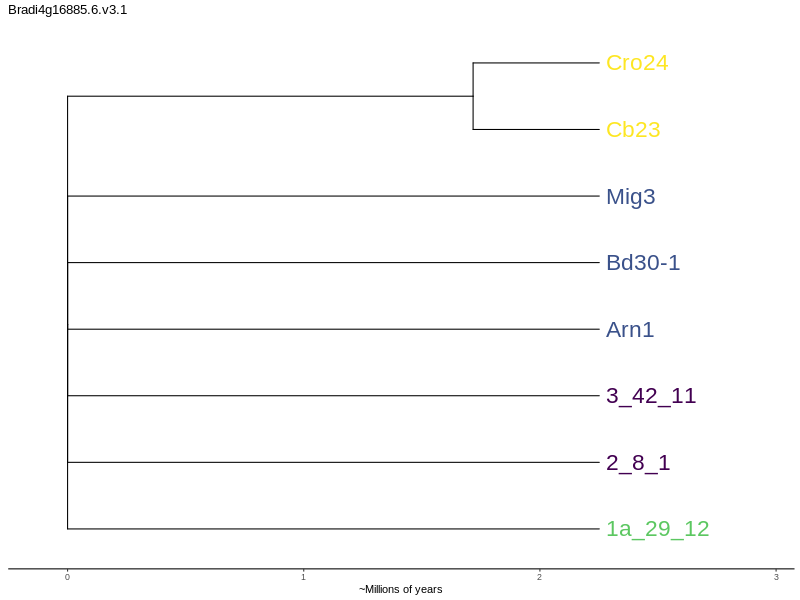 Bradi4g16885.6.v3.1
Cro24
Cb23
Mig3
Bd30-1
Arn1
3_42_11
2_8_1
1a_29_12
0 1 2 3
~Millions of years